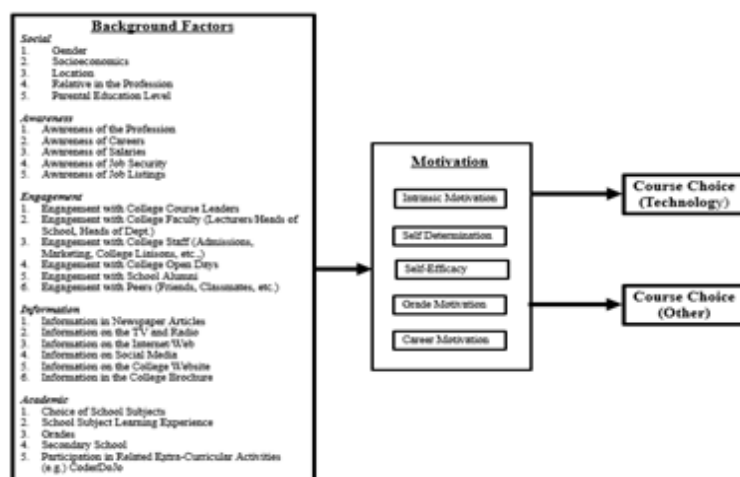 Background Factors
Social
1. Gender
2. Socioeconomics
3. Location
4. Relative in the Profession
5. Parental Education Level
Awareness
1. Awareness of the Profession
2. Awareness of Careers
3. Awareness of Salaries
4. Awareness of Job Security
5. Awareness of Job Listings
Engagement
1. Engagement with College Course Leaders
2. Engagement with College Faculty (Lecturers/Heads of
School, Heads of Dept.)
3. Engagement with College Staff (Admissions,
Marketing, College Liaisons, etc.,)
4. Engagement with College Open Days
5. Engagement with School Alumni
6. Engagement with Peers (Friends, Classmates, etc.)
Information
1. Information in Newspaper Articles
2. Information on the TV and Radio
3. Information on the Internet/Web
4. Information on Social Media
5. Information on the College Website
6. Information in the College Brochure
Academic
1. Choice of School Subjects
2. School Subject Learning Experience
3. Grades
4. Secondary School
5. Participation in Related Extra-Curricular Activities
(e.g.) CoderDoJo
Motivation
Intrinsic Motivation
Self Determination
Self-Efficacy
Grade Motivation
Career Motivation
Course Choice
(Technology)
Course Choice
(Other)